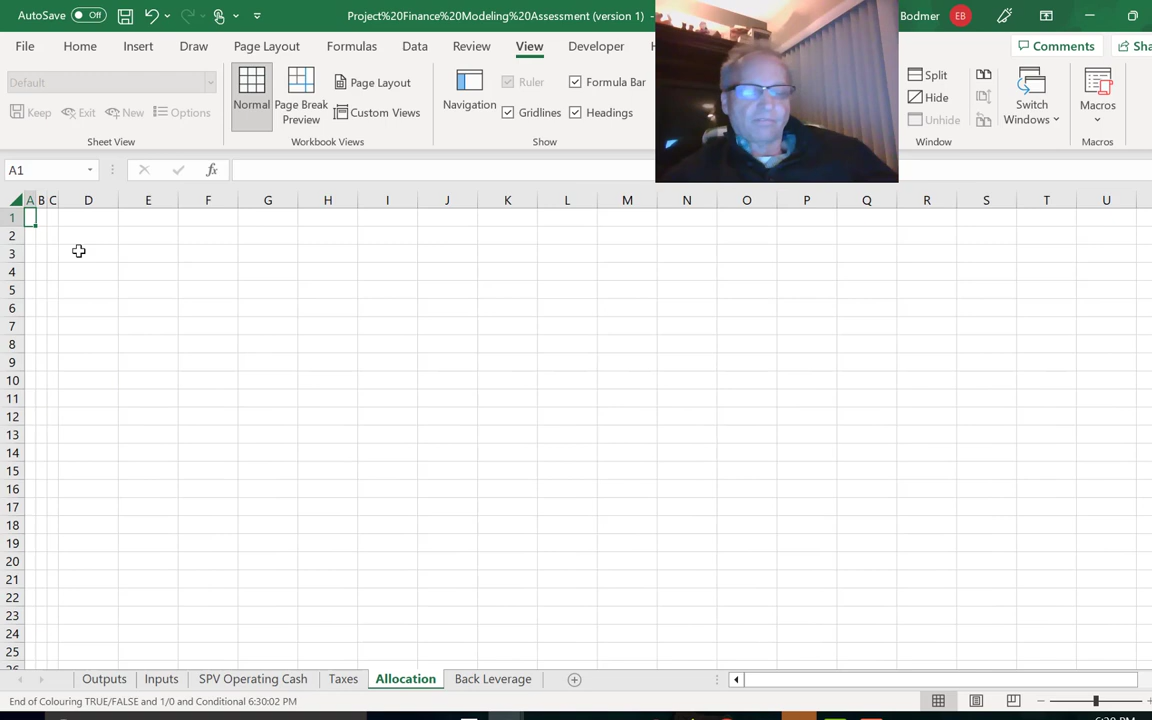 AutoSave Off Project%20Finance%20Modeling%20Assessment (version 1) - Bodmer EB
File Home Insert Draw Page Layout Formulas Data Review View Developer Comments Sha
Default Page Layout Ruler Formula Bar Split
Keep Exit New Options Normal Page Break Preview Custom Views Navigation Gridlines Headings Hide Unhide Switch Windows Macros
Sheet View Workbook Views Show Window Macros
A1 fx
A B C D E F G H I J K L M N O P Q R S T U
1
2
3
4
5
6
7
8
9
10
11
12
13
14
15
16
17
18
19
20
21
22
23
24
25
Outputs Inputs SPV Operating Cash Taxes Allocation Back Leverage
End of Colouring TRUE/FALSE and 1/0 and Conditional 6:30:02 PM